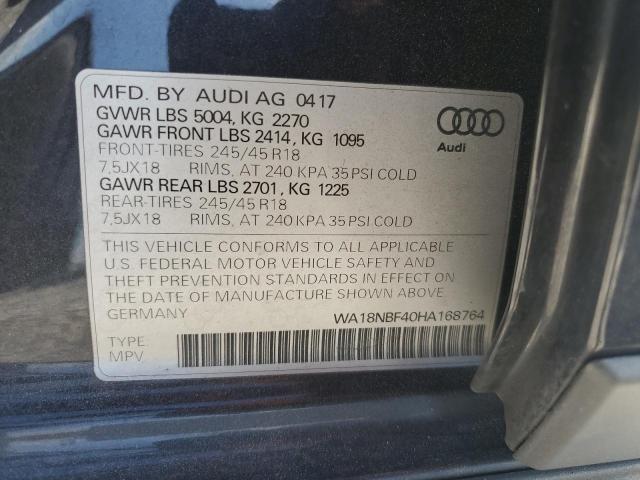 MFD. BY AUDI AG 04 17
GVWR LBS 5004, KG 2270
GAWR FRONT LBS 2414, KG 1095
FRONT-TIRES 245/45 R18
7,5JX18 RIMS, AT 240 KPA 35 PSI COLD
GAWR REAR LBS 2701, KG 1225
REAR-TIRES 245/45 R18
7,5JX18 RIMS, AT 240 KPA 35 PSI COLD
Audi
THIS VEHICLE CONFORMS TO ALL APPLICABLE
U.S. FEDERAL MOTOR VEHICLE SAFETY AND
THEFT PREVENTION STANDARDS IN EFFECT ON
THE DATE OF MANUFACTURE SHOWN ABOVE
GERMANY
WA18NBF40HA168764
TYPE:
MPV